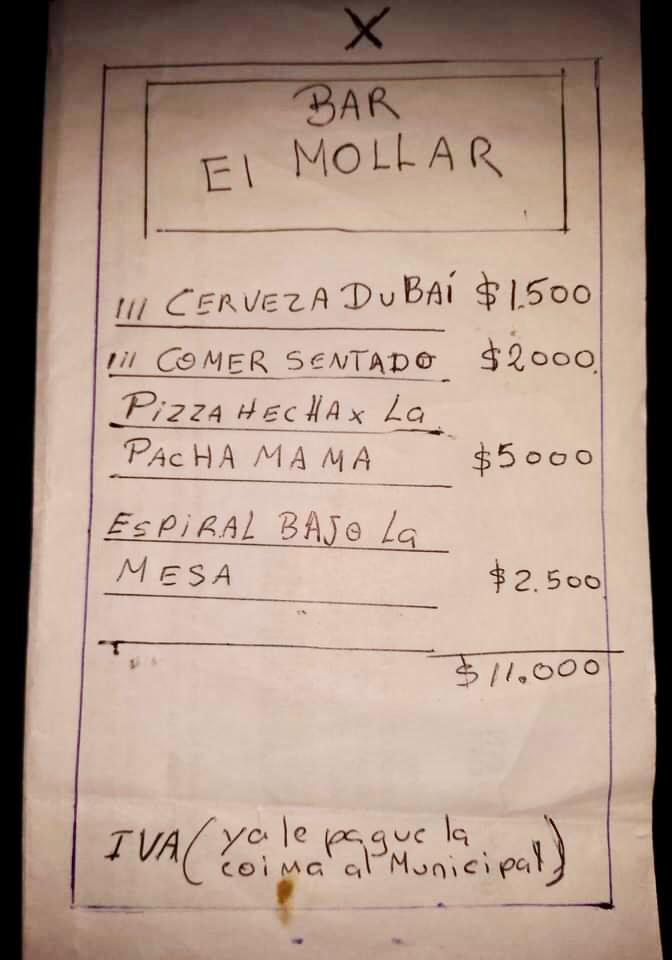 X
BAR
El MOLLAR
III CERVEZA DUBAÍ $1.500
III COMER SENTADO $2000
PIZZA HECHA x La
PACHA MAMA $5000
ESPIRAL BAJO La
MESA $2.500
$11.000
IVA (ya le pague la
coima al Municipal)